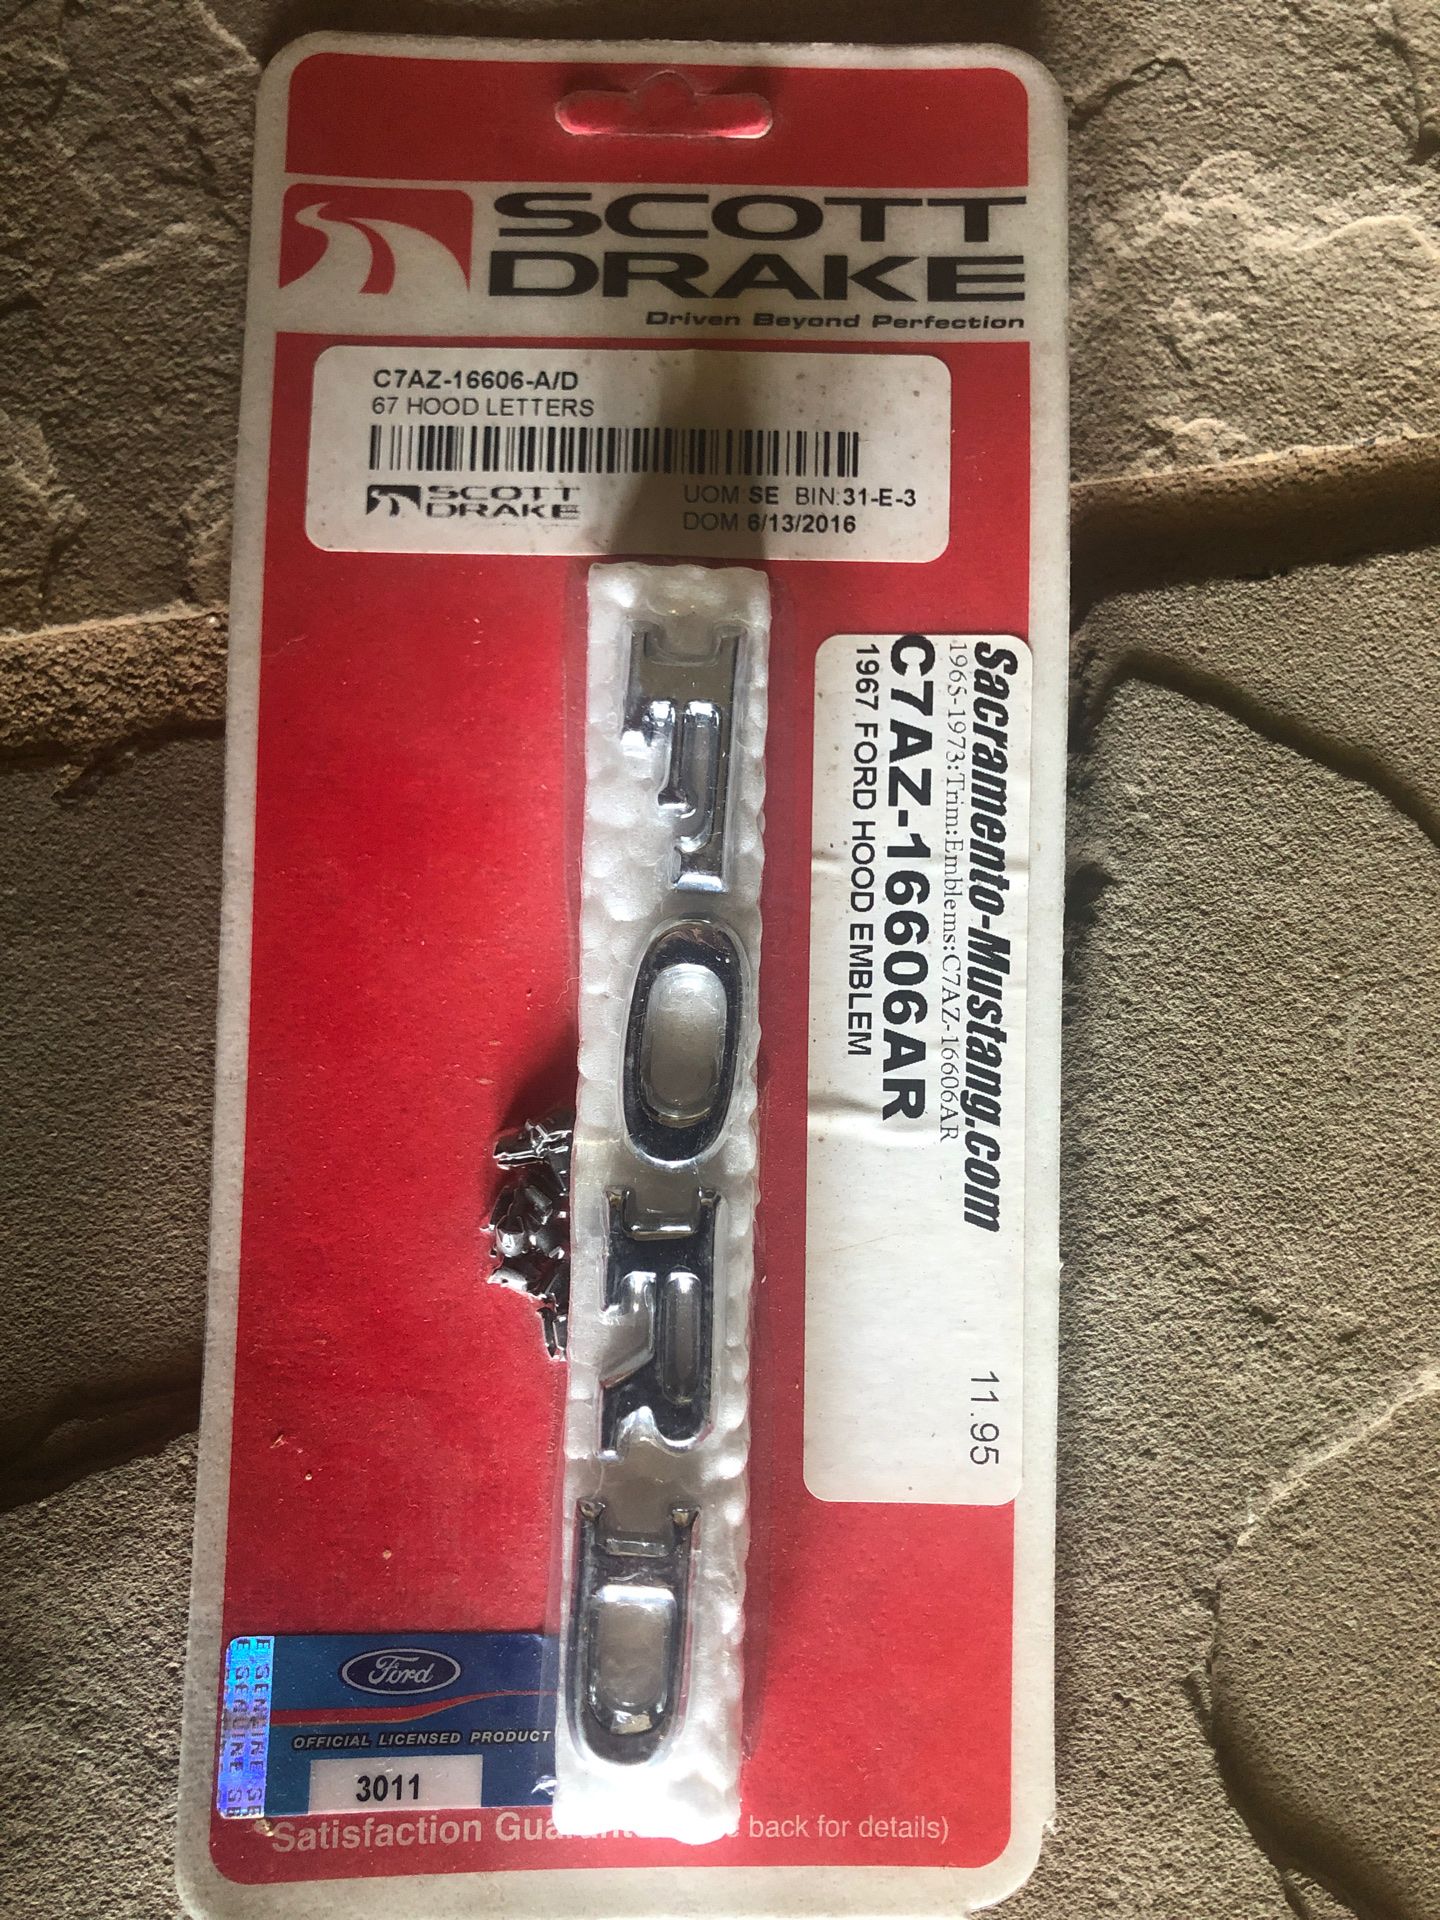 SCOTT
DRAKE
Driven Beyond Perfection
C7AZ-16606-A/D
67 HOOD LETTERS
SCOTT
DRAKE
UOM SE BIN:31-E-3
DOM 6/13/2016
Sacramento-Mustang.com
1965-1973:Trim:Emblems:C7AZ-16606AR
C7AZ-16606AR
1967 FORD HOOD EMBLEM
11.95
F
O
R
D
Ford
OFFICIAL LICENSED PRODUCT
3011
GENUINE
Satisfaction back for details)